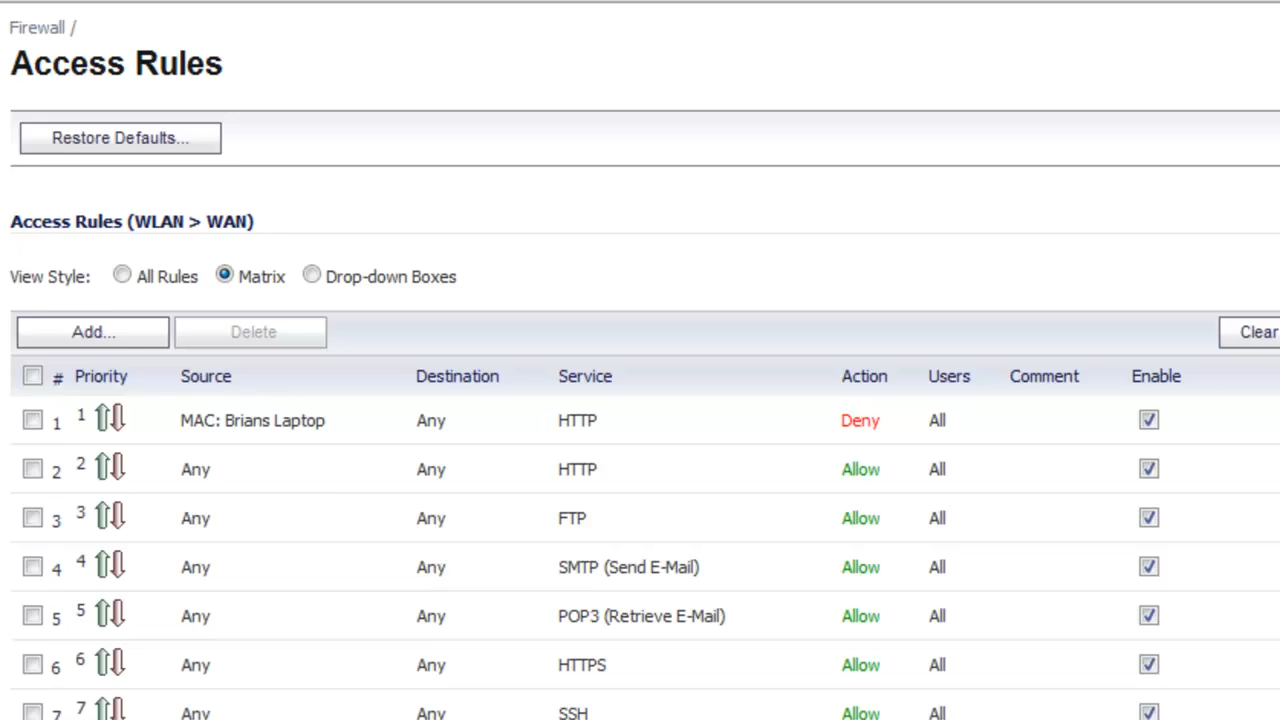 Firewall /
Access Rules
Restore Defaults...
Access Rules (WLAN > WAN)
View Style: All Rules Matrix Drop-down Boxes
Add... Delete Clear
# Priority Source Destination Service Action Users Comment Enable
1 1 MAC: Brians Laptop Any HTTP Deny All
2 2 Any Any HTTP Allow All
3 3 Any Any FTP Allow All
4 4 Any Any SMTP (Send E-Mail) Allow All
5 5 Any Any POP3 (Retrieve E-Mail) Allow All
6 6 Any Any HTTPS Allow All
7 7 Any Any SSH Allow All